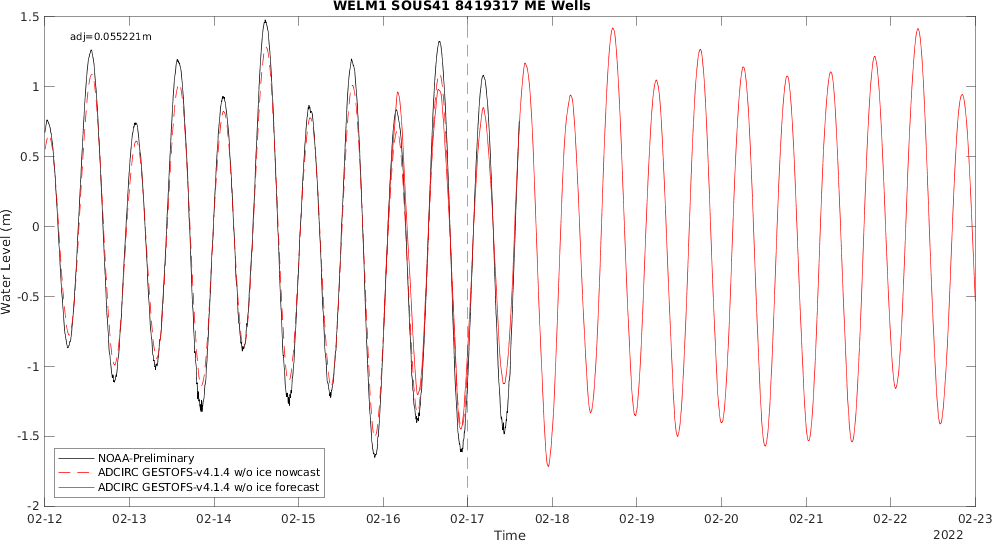 WELM1 SOUS41 8419317 ME Wells
adj=0.055221m
Water Level (m)
1.5
1
0.5
0
-0.5
-1
-1.5
-2
NOAA-Preliminary
ADCIRC GESTOFS-v4.1.4 w/o ice nowcast
ADCIRC GESTOFS-v4.1.4 w/o ice forecast
02-12 02-13 02-14 02-15 02-16 02-17 02-18 02-19 02-20 02-21 02-22 02-23
Time
2022